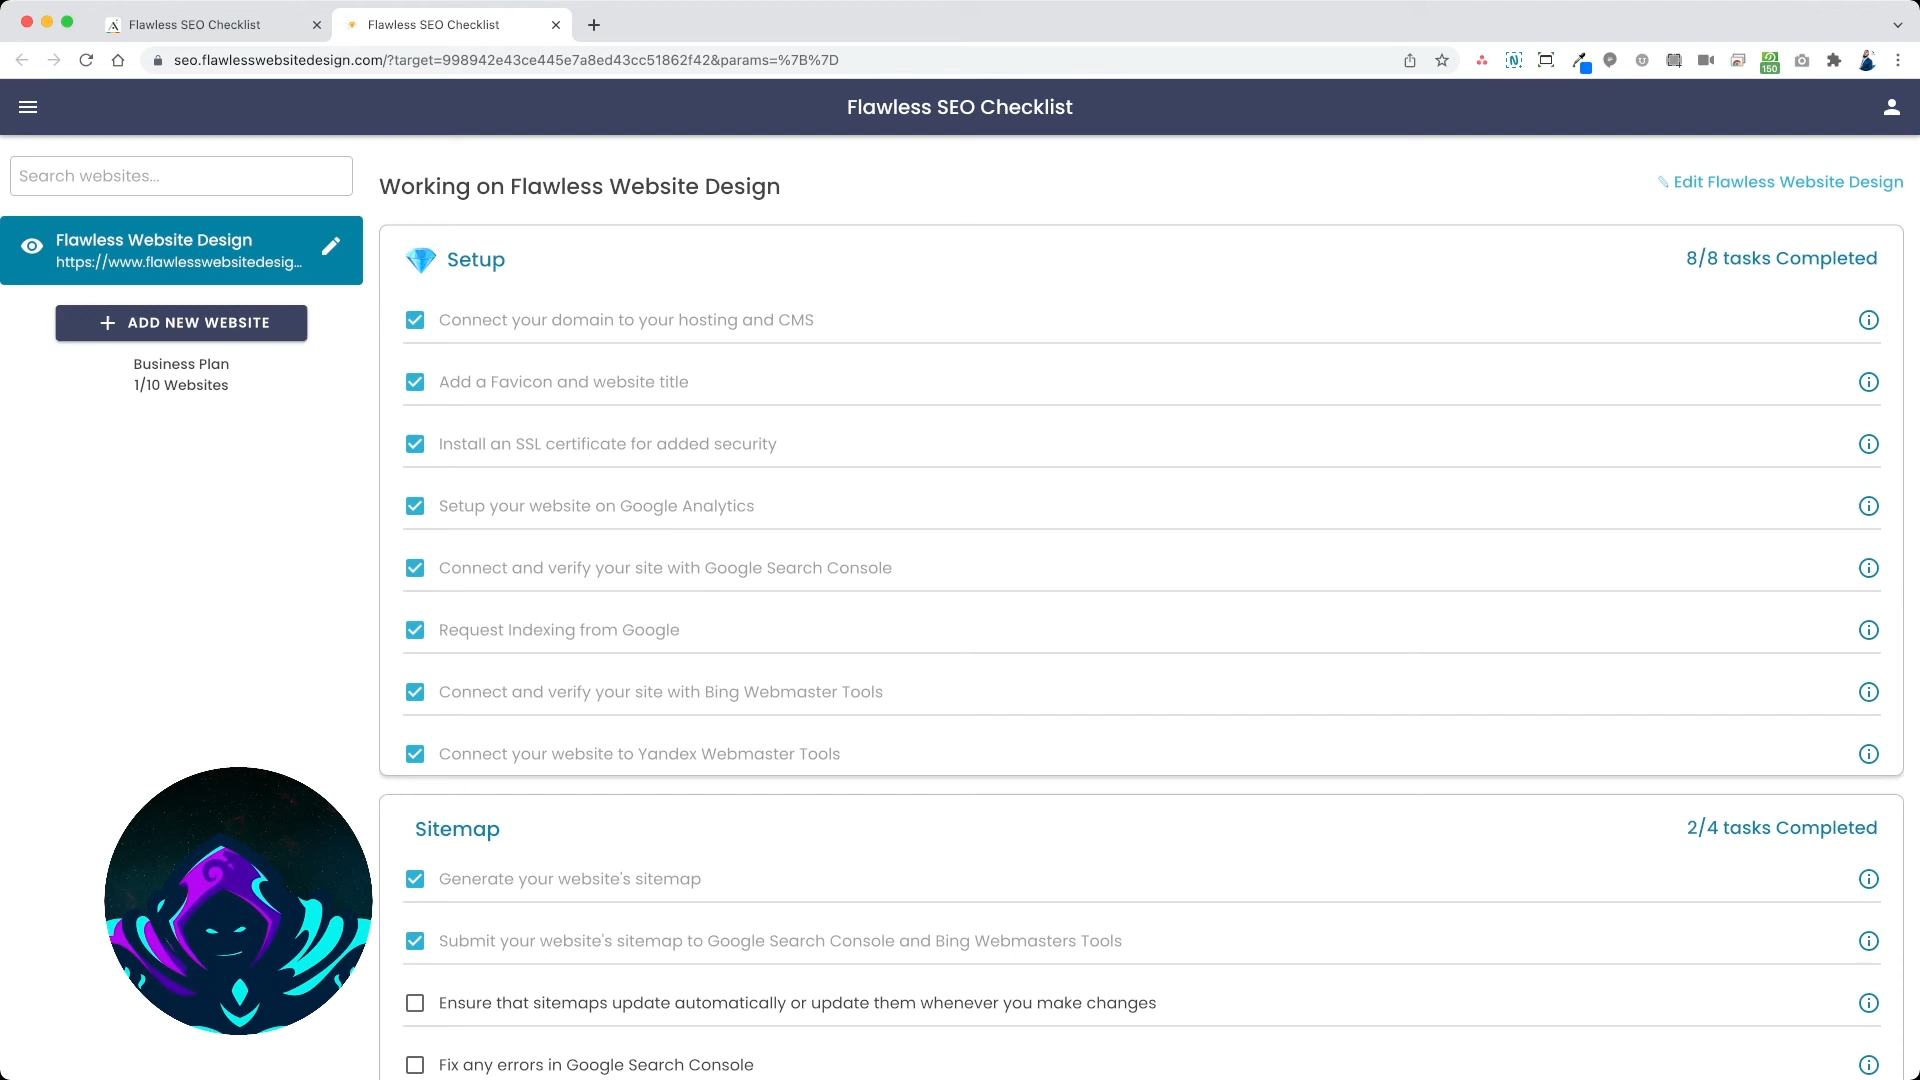 Flawless SEO Checklist
Flawless SEO Checklist
seo.flawlesswebsitedesign.com/?target=998942e43ce445e7a8ed43cc51862f42&params=%7B%7D
150
Flawless SEO Checklist
Search websites...
Flawless Website Design
https://www.flawlesswebsitedesig...
ADD NEW WEBSITE
Business Plan
1/10 Websites
Working on Flawless Website Design
Edit Flawless Website Design
Setup
8/8 tasks Completed
Connect your domain to your hosting and CMS
Add a Favicon and website title
Install an SSL certificate for added security
Setup your website on Google Analytics
Connect and verify your site with Google Search Console
Request Indexing from Google
Connect and verify your site with Bing Webmaster Tools
Connect your website to Yandex Webmaster Tools
Sitemap
2/4 tasks Completed
Generate your website's sitemap
Submit your website's sitemap to Google Search Console and Bing Webmasters Tools
Ensure that sitemaps update automatically or update them whenever you make changes
Fix any errors in Google Search Console